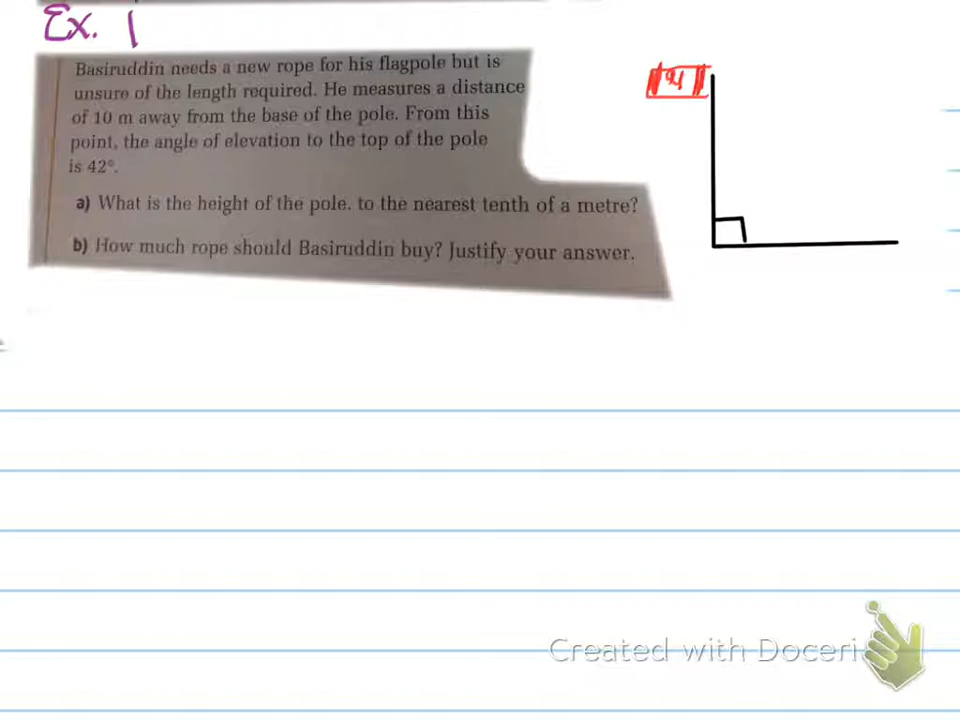 Ex. 1
Basiruddin needs a new rope for his flagpole but is
unsure of the length required. He measures a distance
of 10 m away from the base of the pole. From this
point, the angle of elevation to the top of the pole
is 42°.
a) What is the height of the pole. to the nearest tenth of a metre?
b) How much rope should Basiruddin buy? Justify your answer.
Created with Doceri